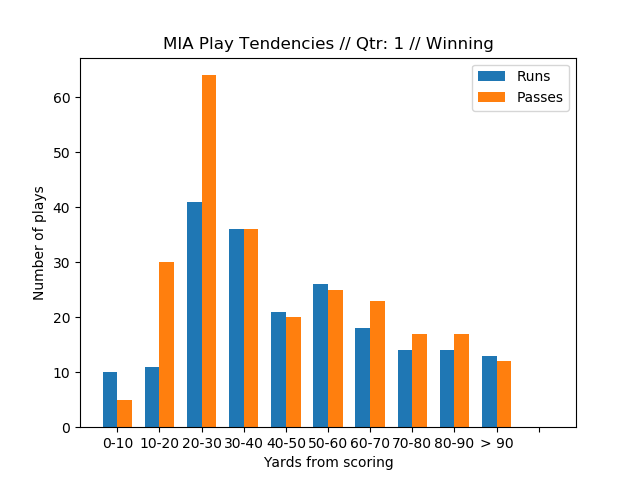 MIA Play Tendencies // Qtr: 1 // Winning
Runs
Passes
Number of plays
60
50
40
30
20
10
0
0-10 10-20 20-30 30-40 40-50 50-60 60-70 70-80 80-90 > 90
Yards from scoring